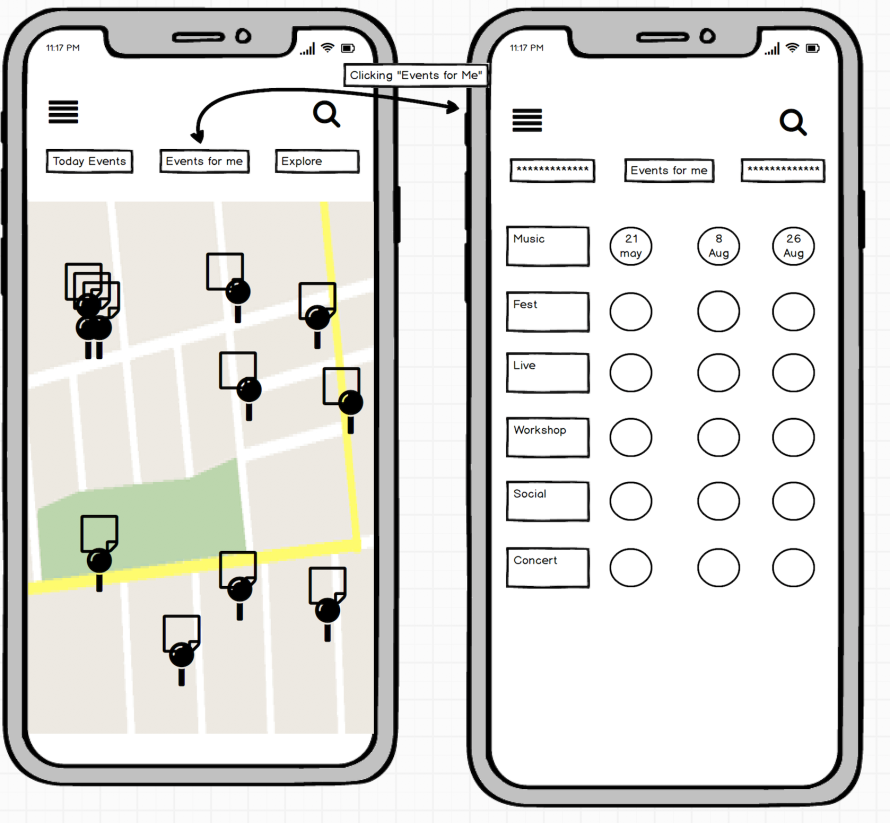 11:17 PM
Today Events
Events for me
Explore
Clicking "Events for Me"
11:17 PM
*************
Events for me
*************
Music
21
may
8
Aug
26
Aug
Fest
Live
Workshop
Social
Concert